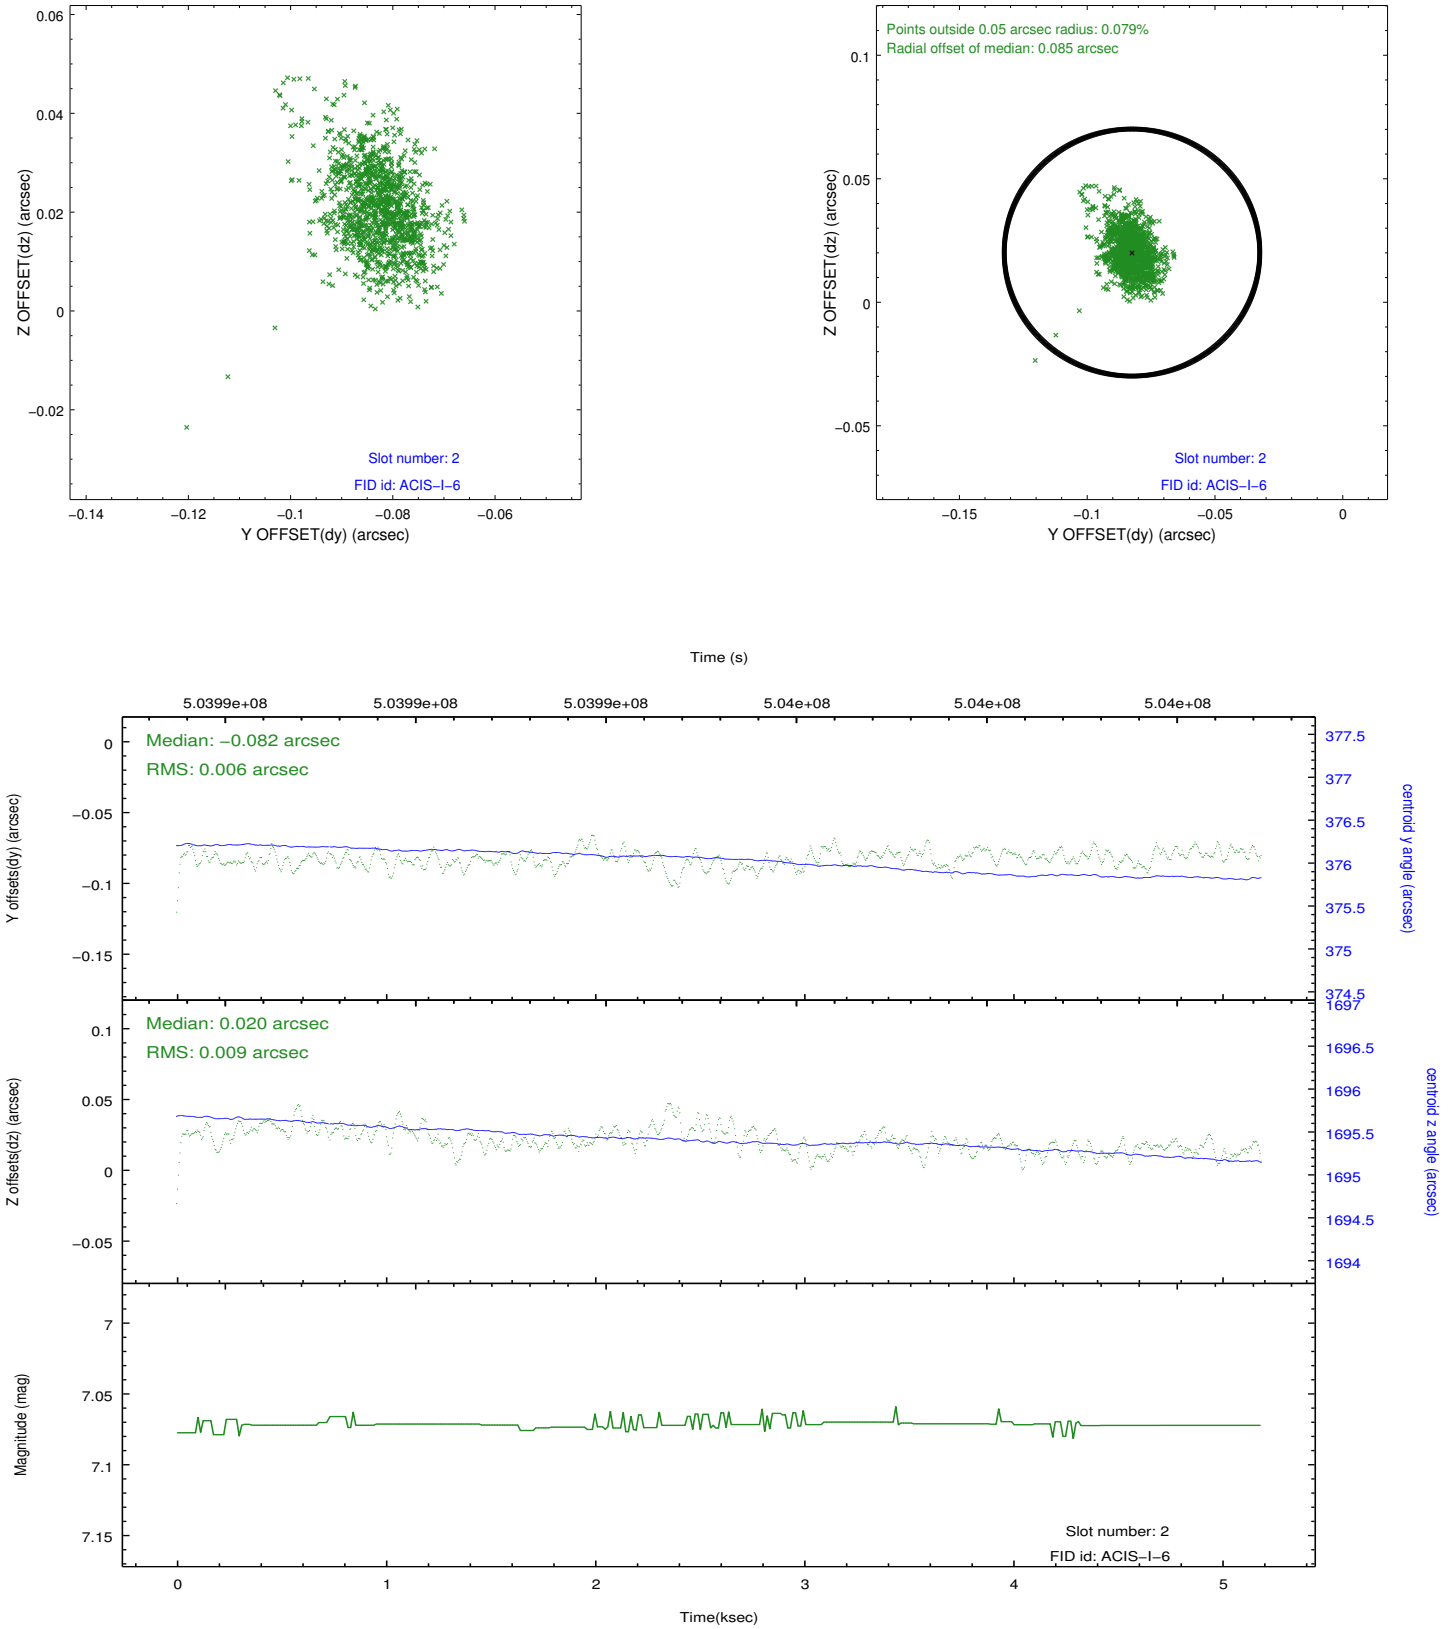 0.06
0.04
0.02
0
−0.02
−0.14
−0.12
−0.1
−0.08
−0.06
Z OFFSET(dz) (arcsec)
Y OFFSET(dy) (arcsec)
Slot number: 2
FID id: ACIS−I−6
Points outside 0.05 arcsec radius: 0.079%
Radial offset of median: 0.085 arcsec
0.1
0.05
0
−0.05
−0.15
−0.1
−0.05
0
Z OFFSET(dz) (arcsec)
Y OFFSET(dy) (arcsec)
Slot number: 2
FID id: ACIS−I−6
Time (s)
5.0399e+08
5.0399e+08
5.0399e+08
5.04e+08
5.04e+08
5.04e+08
Median: −0.082 arcsec
RMS: 0.006 arcsec
0
−0.05
−0.1
−0.15
Y offsets(dy) (arcsec)
377.5
377
376.5
376
375.5
375
374.5
centroid y angle (arcsec)
Median: 0.020 arcsec
RMS: 0.009 arcsec
0.1
0.05
0
−0.05
Z offsets(dz) (arcsec)
1697
1696.5
1696
1695.5
1695
1694.5
1694
centroid z angle (arcsec)
7
7.05
7.1
7.15
Magnitude (mag)
Slot number: 2
FID id: ACIS−I−6
0
1
2
3
4
5
Time(ksec)